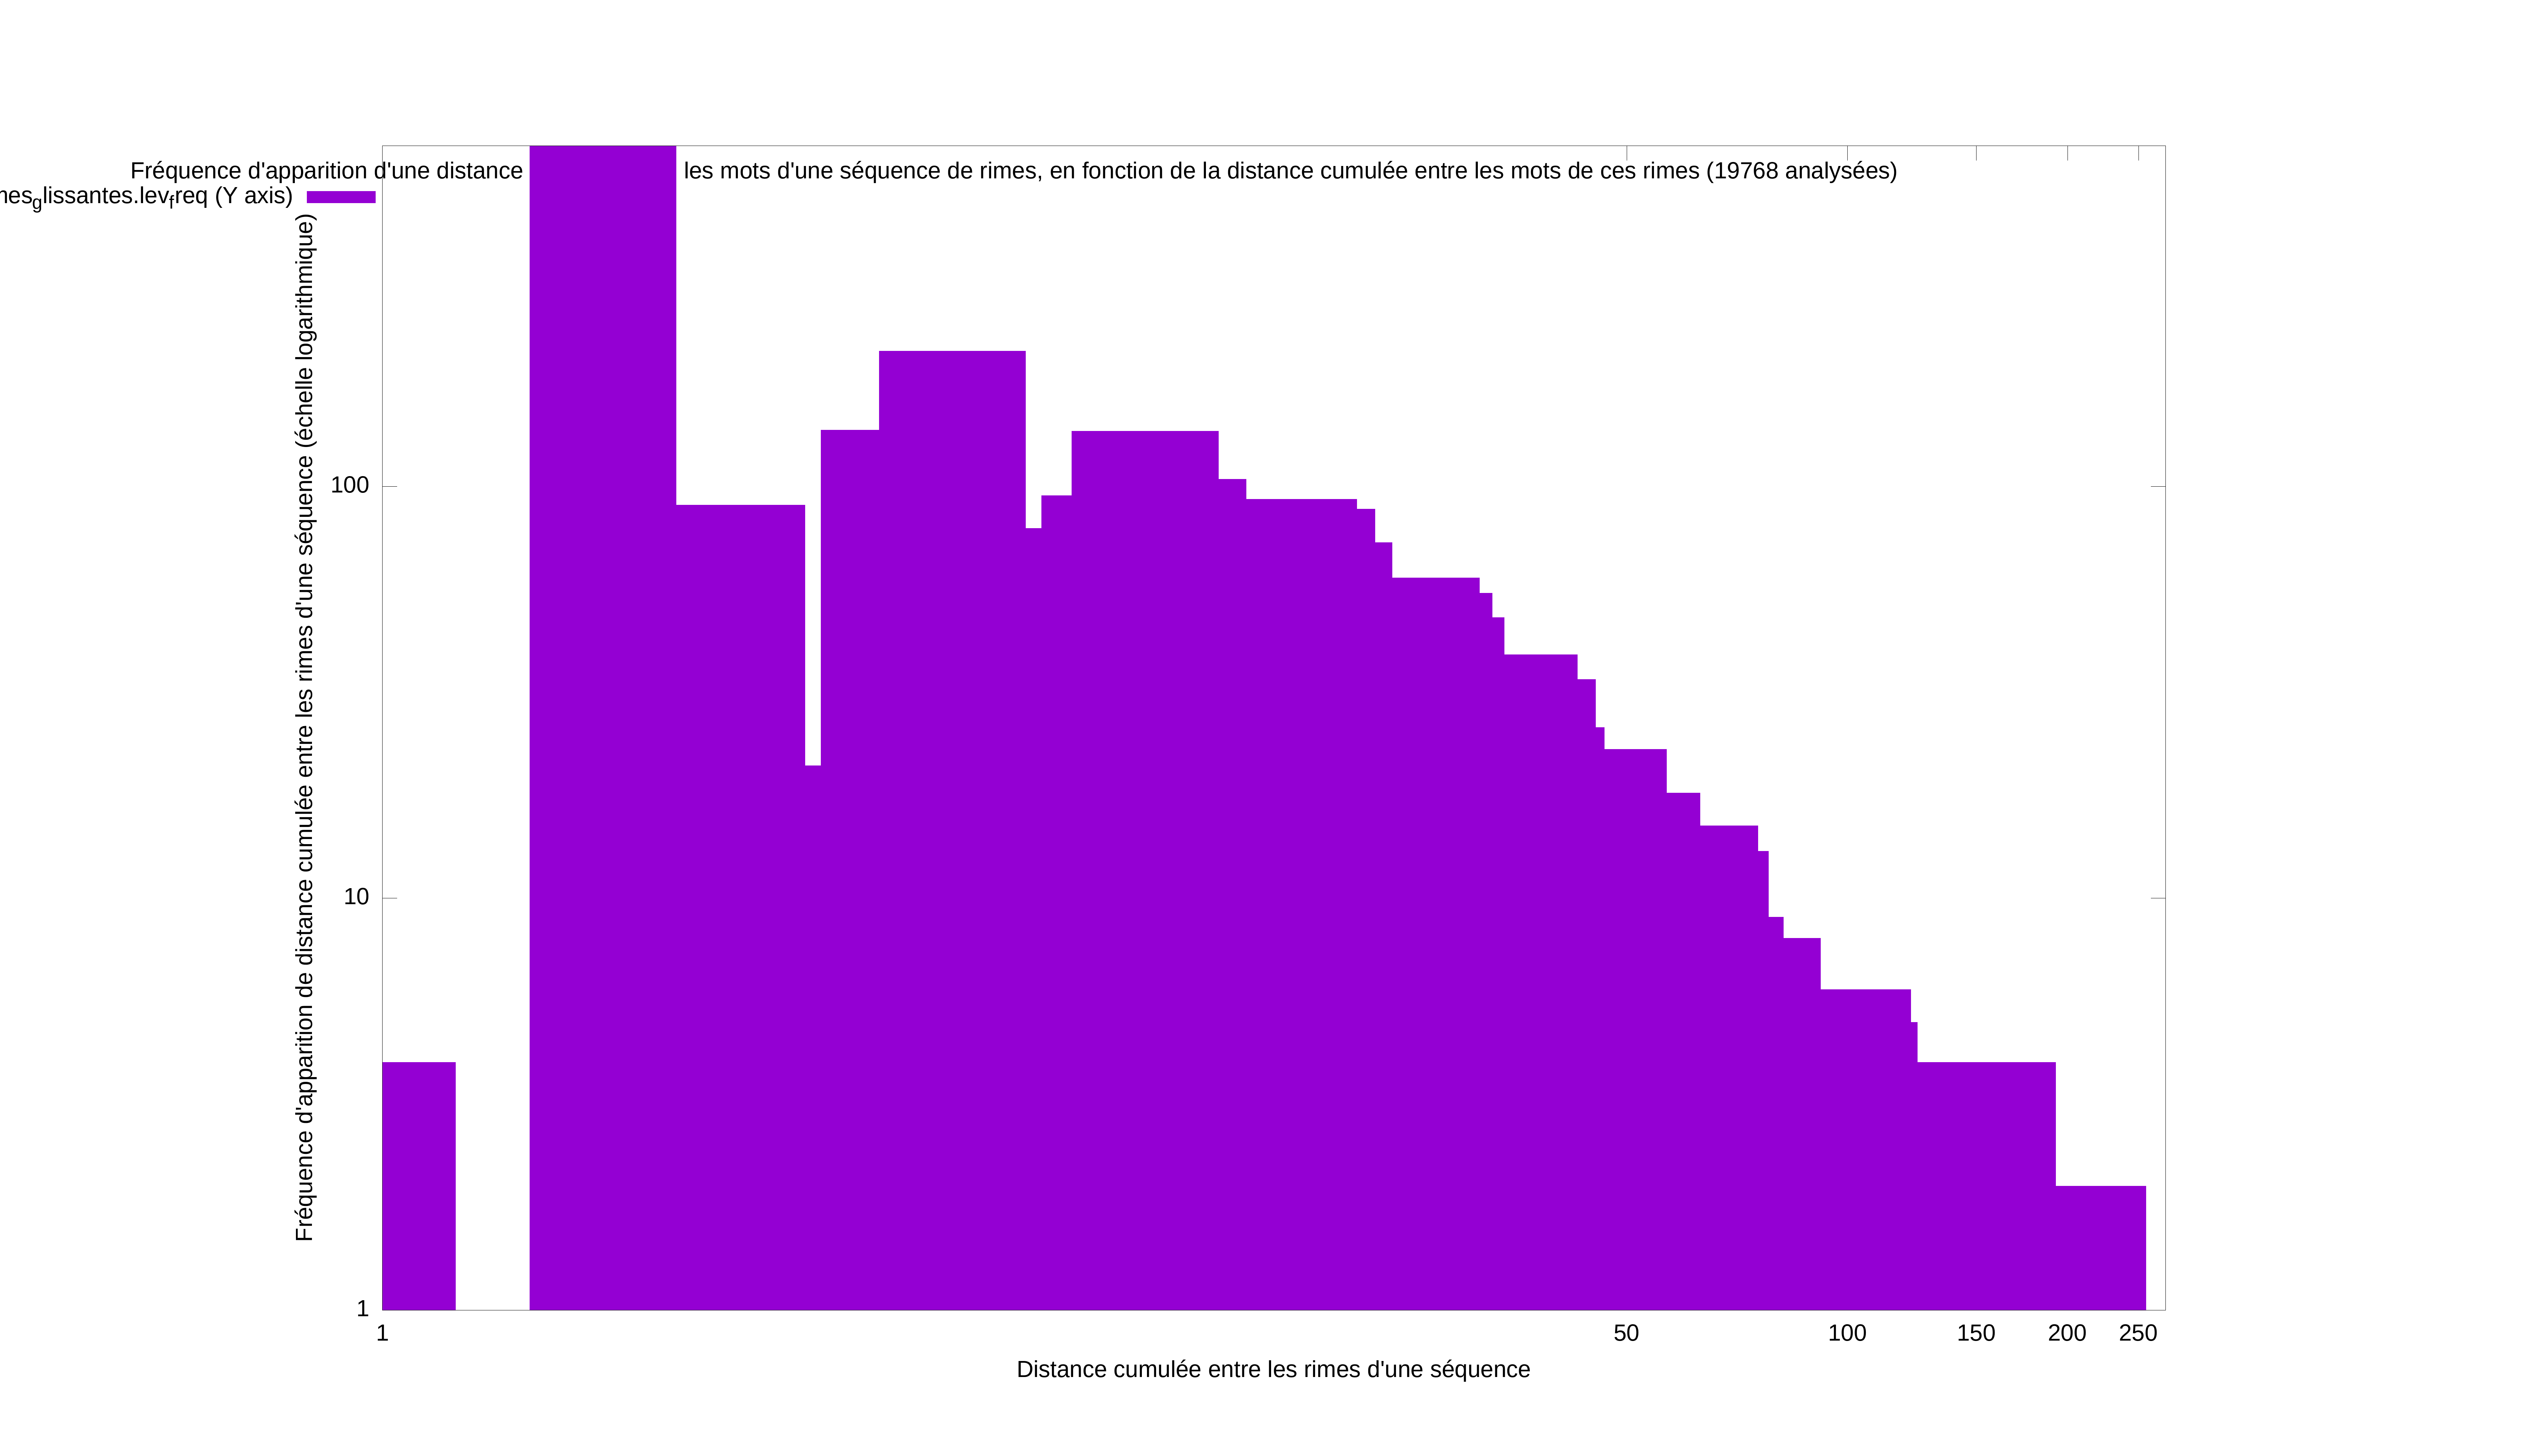 Fréquence d'apparition d'une distance les mots d'une séquence de rimes, en fonction de la distance cumulée entre les mots de ces rimes (19768 analysées)
nes_glissantes.lev_freq (Y axis)
Fréquence d'apparition de distance cumulée entre les rimes d'une séquence (échelle logarithmique)
100
10
1
1 50 100 150 200 250
Distance cumulée entre les rimes d'une séquence